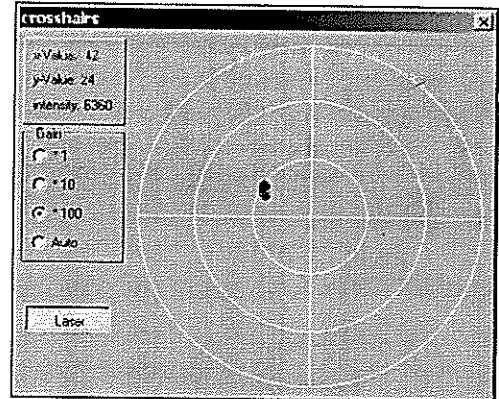 crosshairs
x-Value: 42
y-Value: 24
intensity: 6360
Gain
* 1
* 10
* 100
Auto
Laser